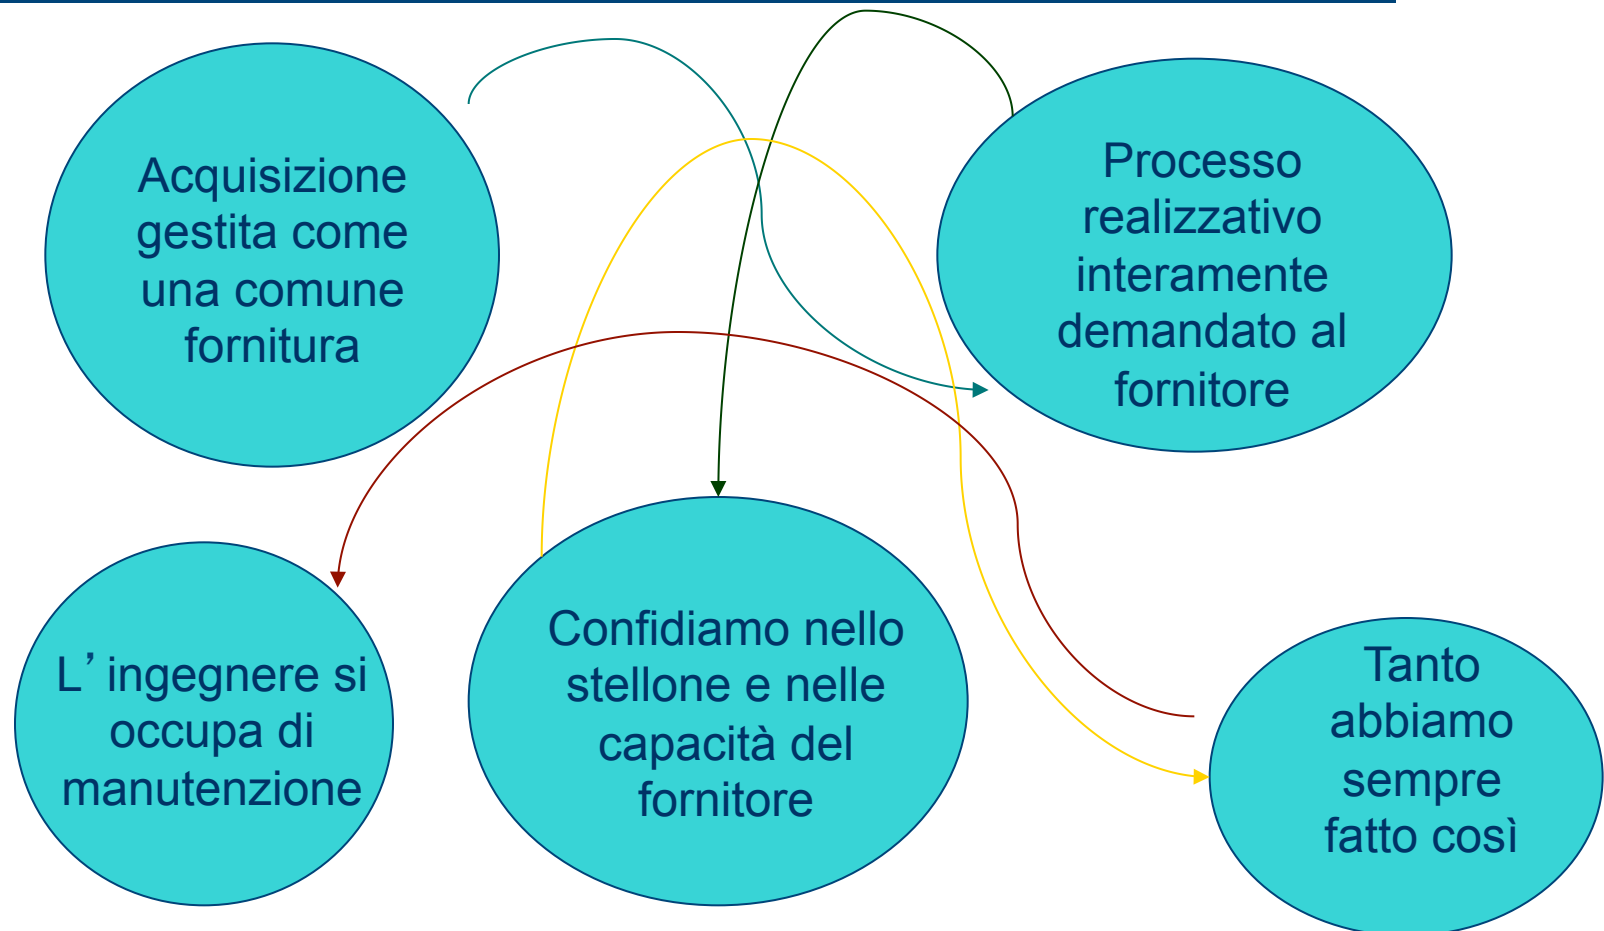 Acquisizione
gestita come
una comune
fornitura
Processo
realizzativo
interamente
demandato al
fornitore
L’ ingegnere si
occupa di
manutenzione
Confidiamo nello
stellone e nelle
capacità del
fornitore
Tanto
abbiamo
sempre
fatto così